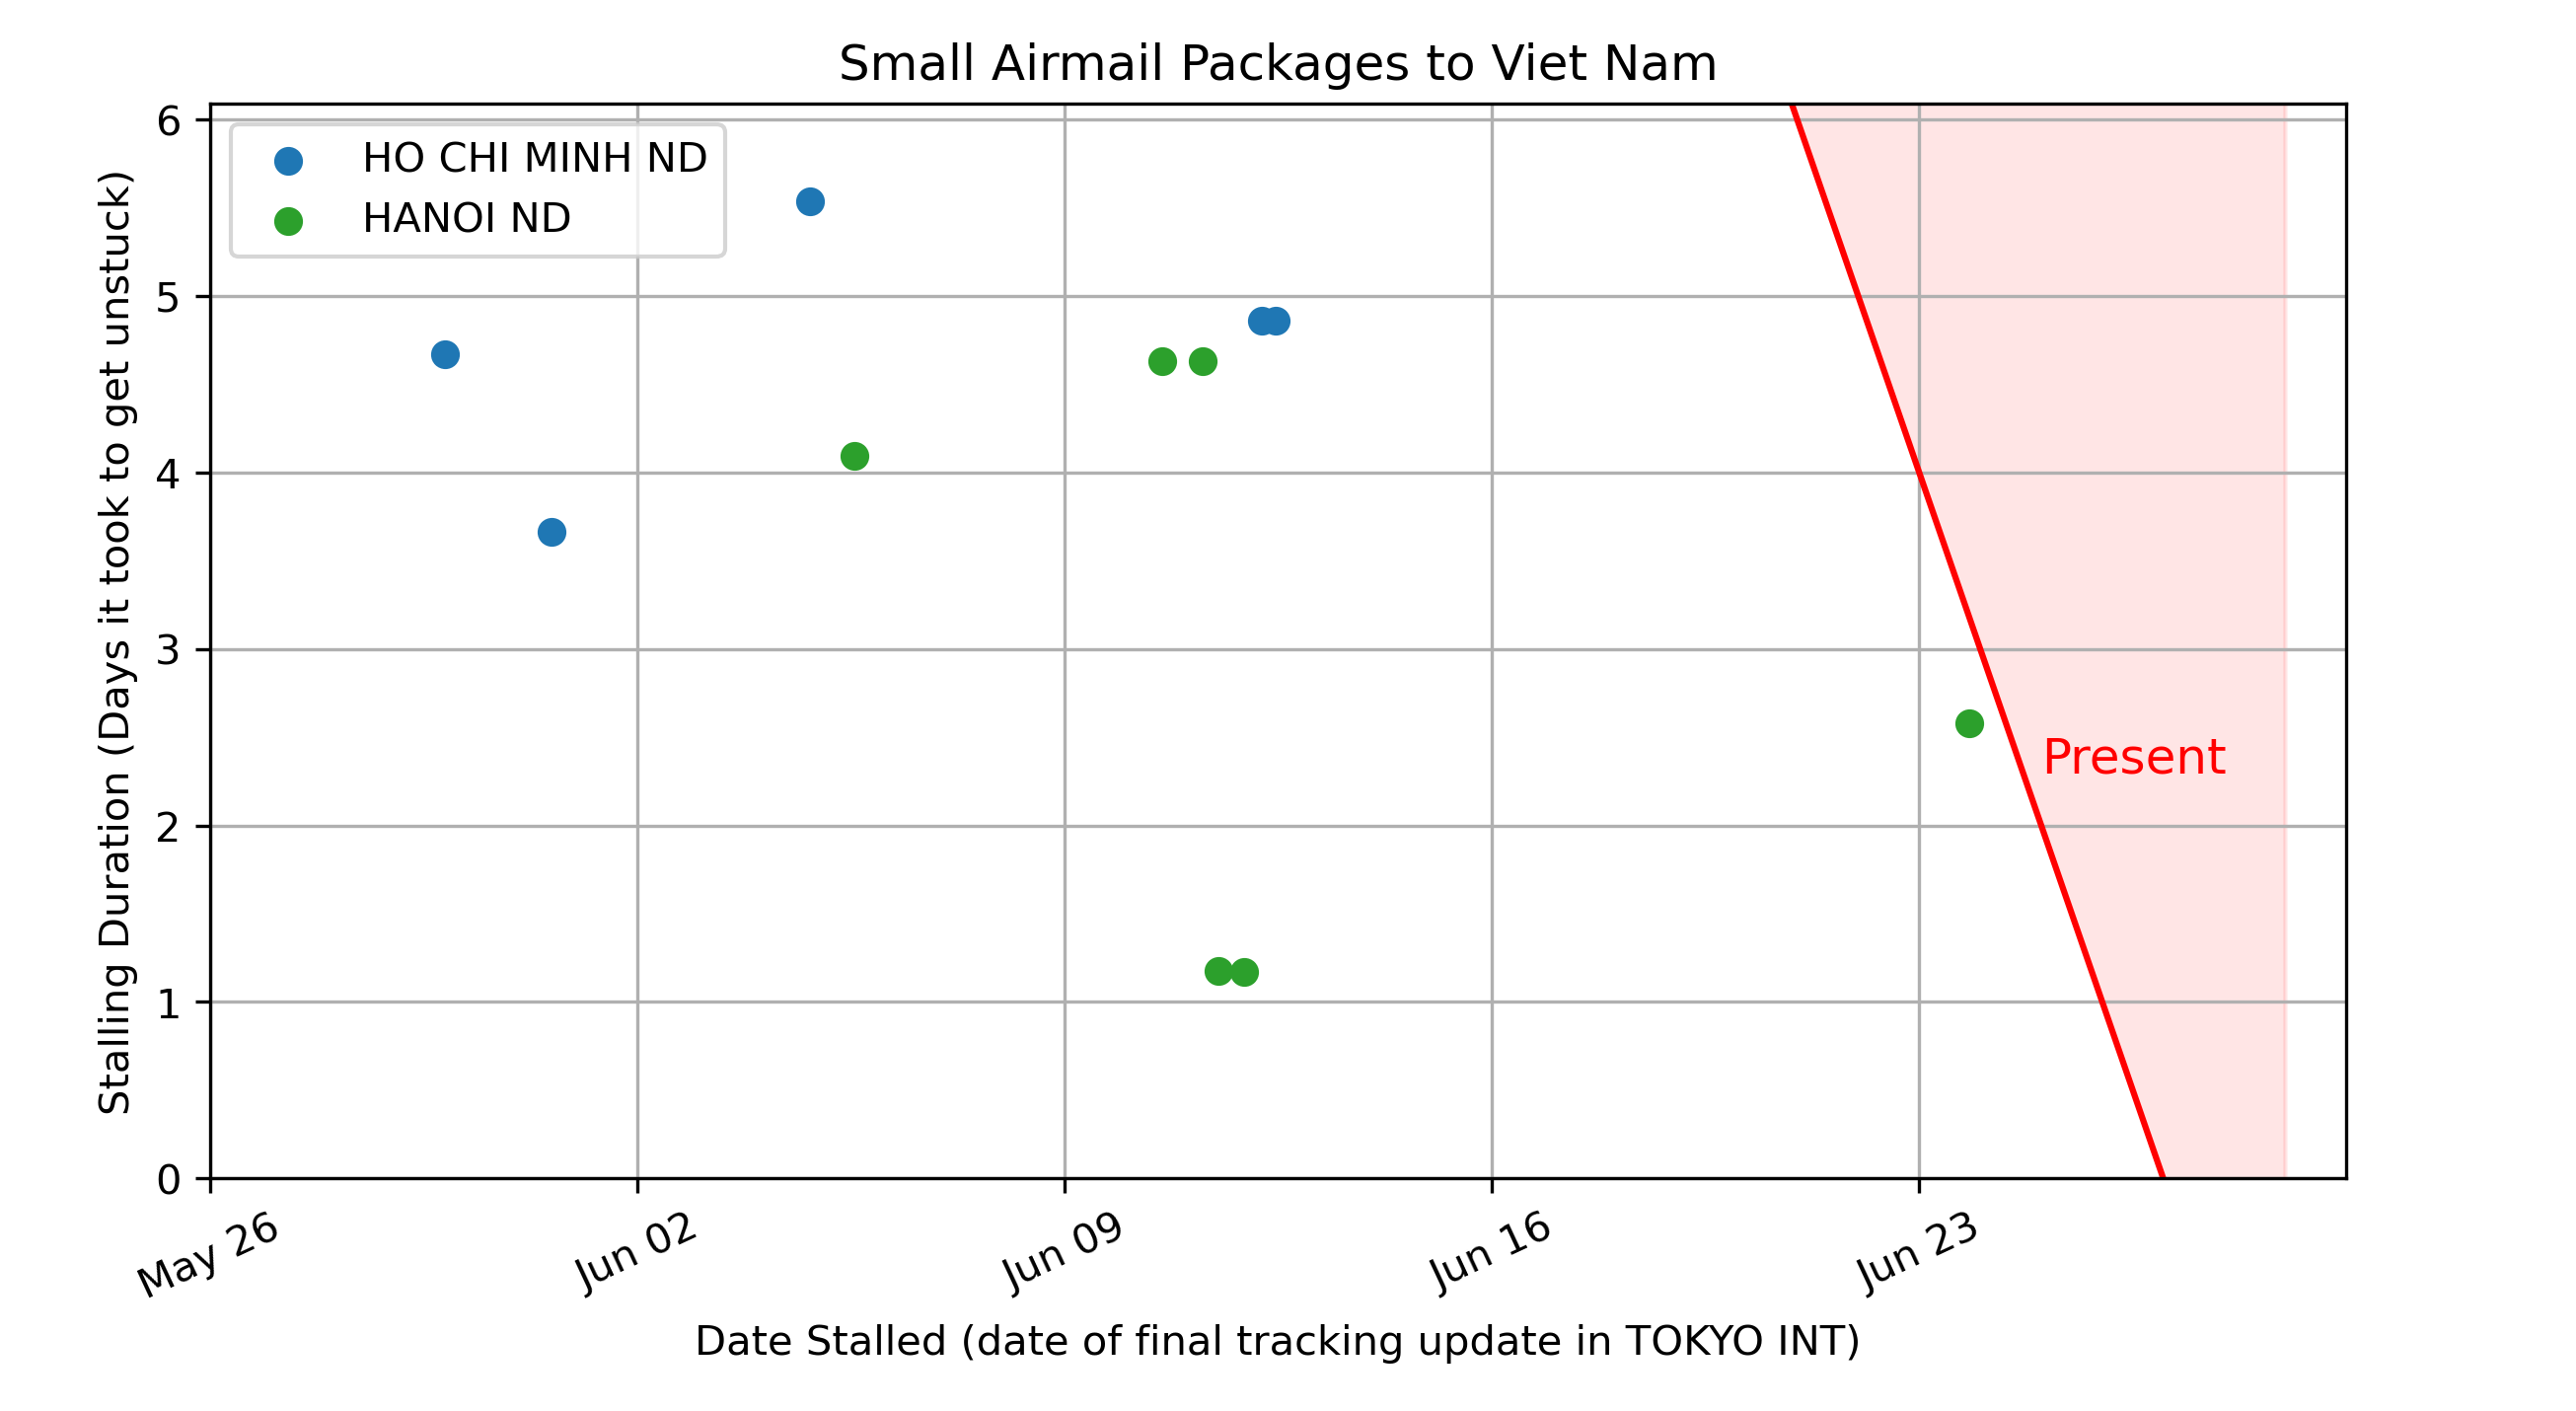 Small Airmail Packages to Viet Nam
6
5
4
3
2
1
0
Stalling Duration (Days it took to get unstuck)
HO CHI MINH ND
HANOI ND
Present
May 26
Jun 02
Jun 09
Jun 16
Jun 23
Date Stalled (date of final tracking update in TOKYO INT)